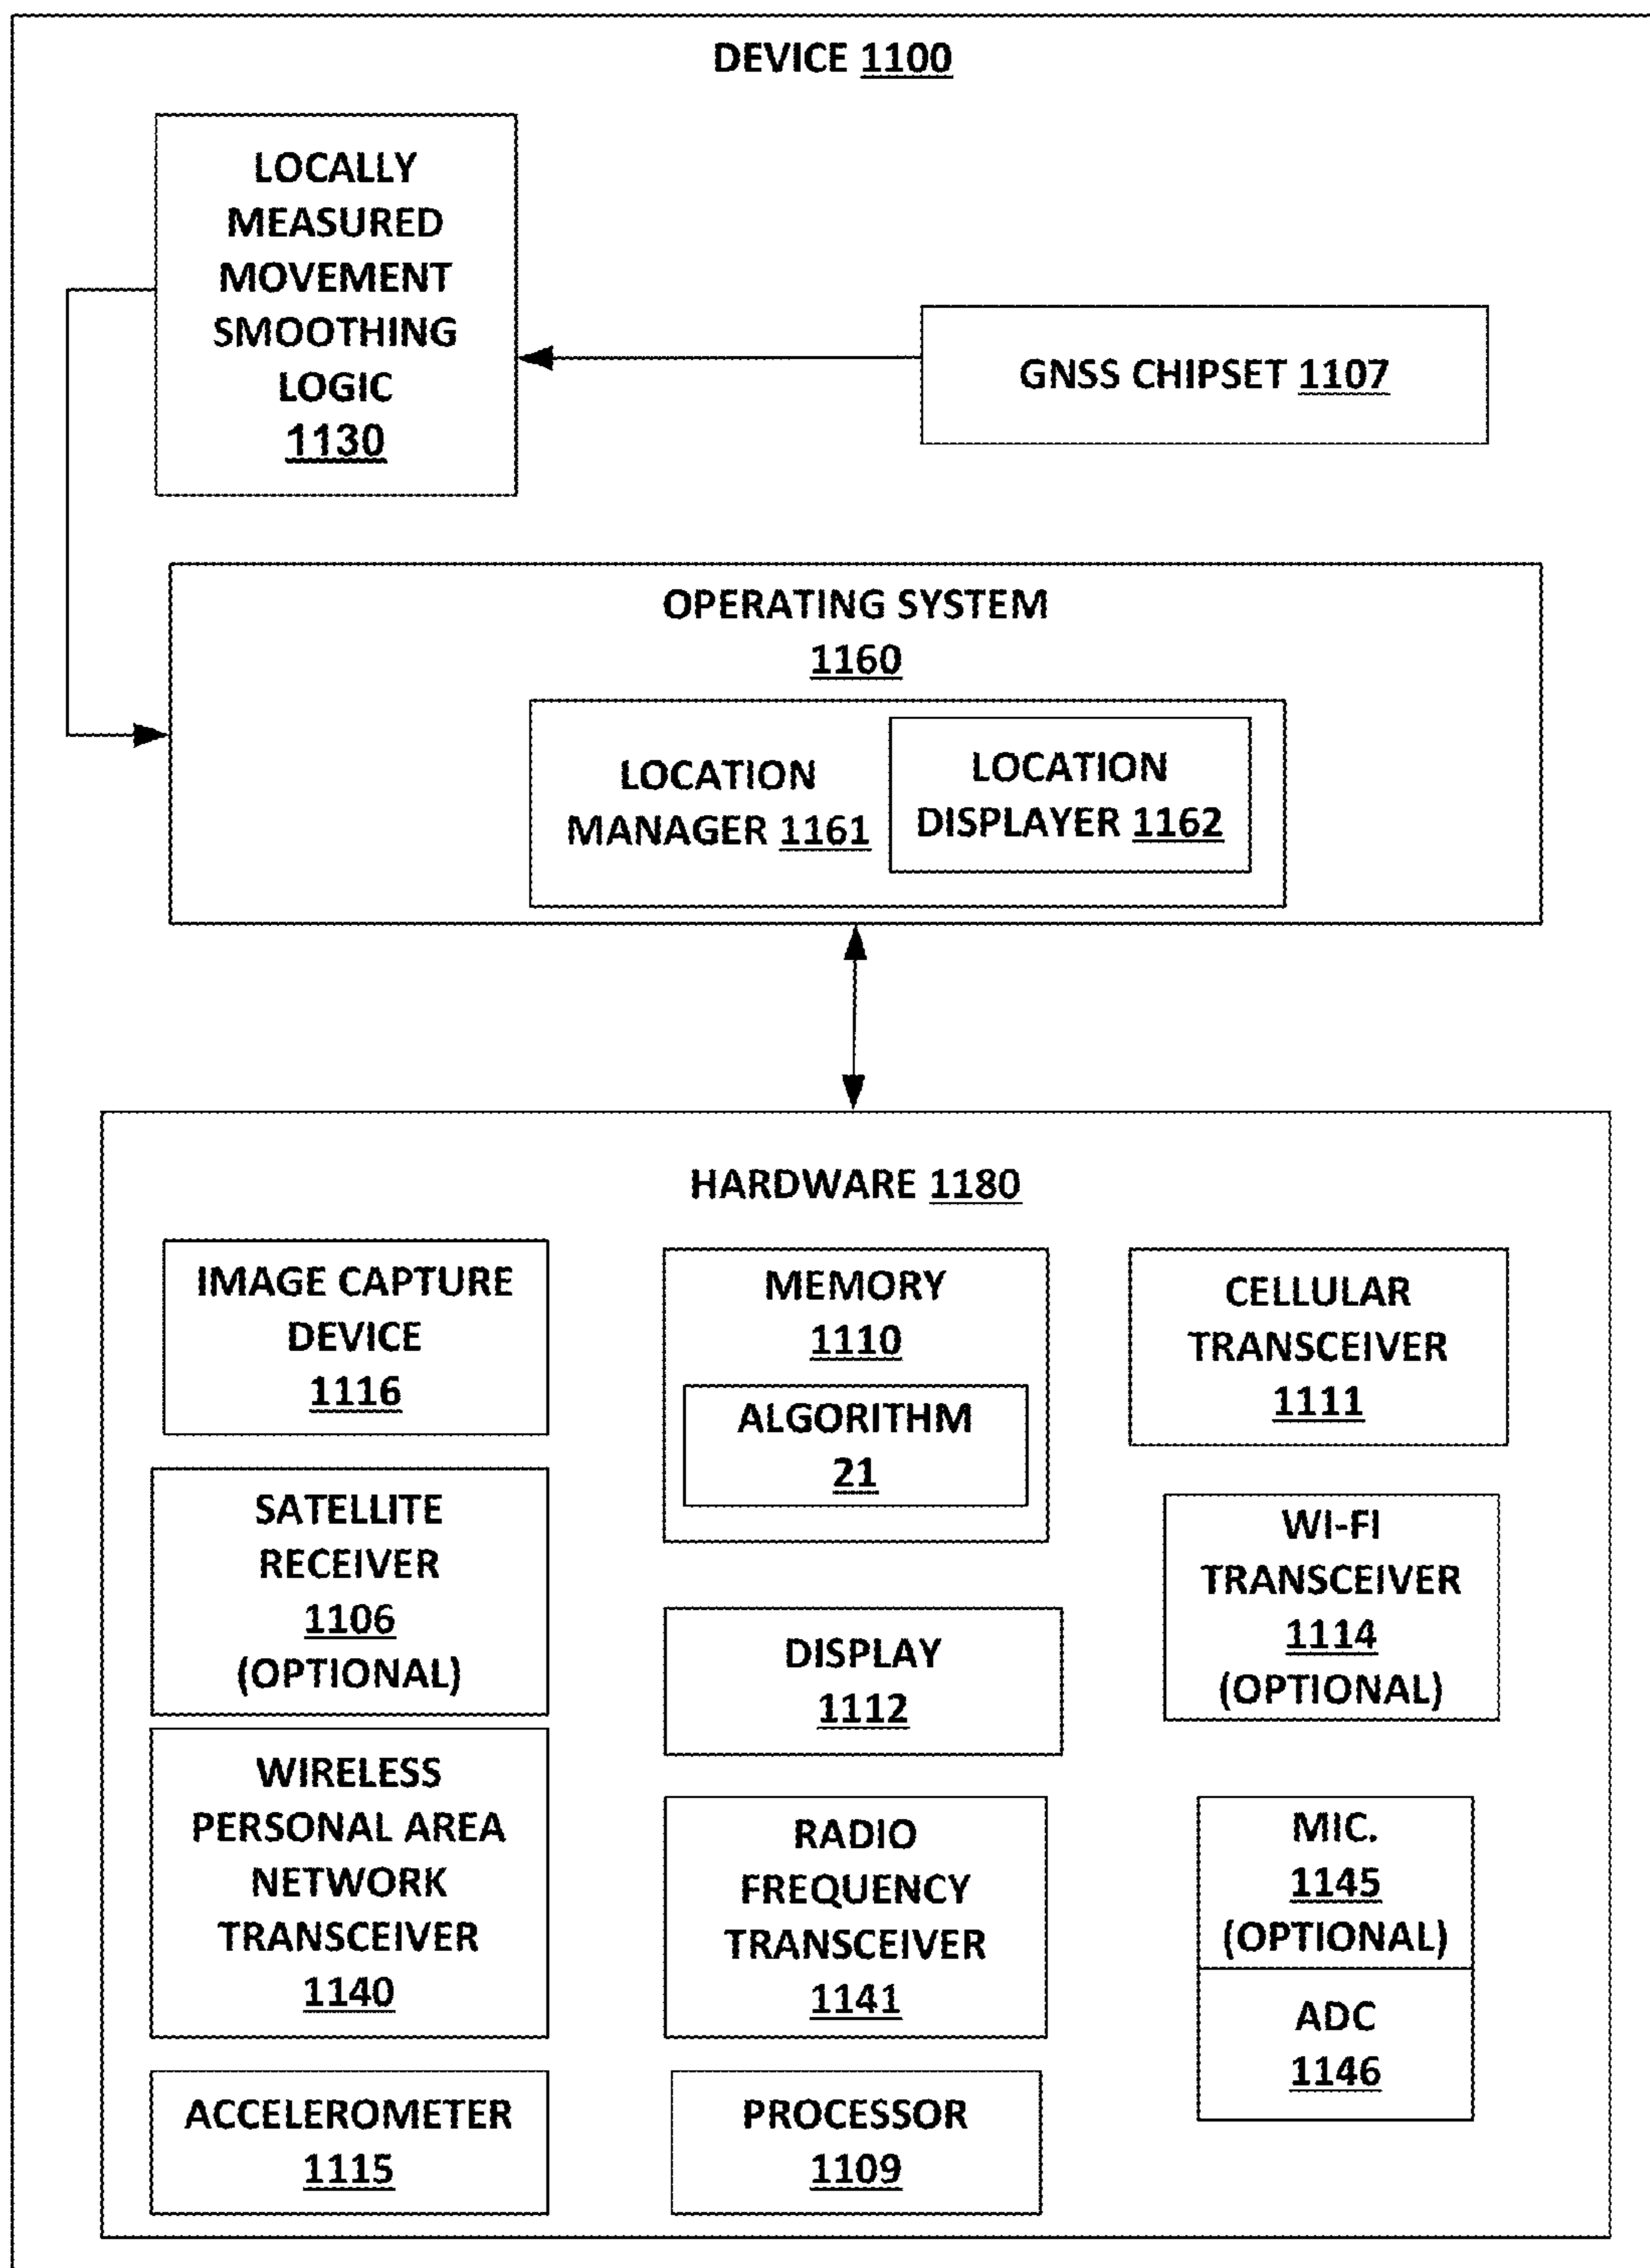 DEVICE 1100
LOCALLY
MEASURED
MOVEMENT
SMOOTHING
LOGIC
1130
GNSS CHIPSET 1107
OPERATING SYSTEM
1160
LOCATION
MANAGER 1161
LOCATION
DISPLAYER 1162
HARDWARE 1180
IMAGE CAPTURE
DEVICE
1116
MEMORY
1110
ALGORITHM
21
CELLULAR
TRANSCEIVER
1111
SATELLITE
RECEIVER
1106
(OPTIONAL)
DISPLAY
1112
WI-FI
TRANSCEIVER
1114
(OPTIONAL)
WIRELESS
PERSONAL AREA
NETWORK
TRANSCEIVER
1140
RADIO
FREQUENCY
TRANSCEIVER
1141
MIC.
1145
(OPTIONAL)
ADC
1146
ACCELEROMETER
1115
PROCESSOR
1109